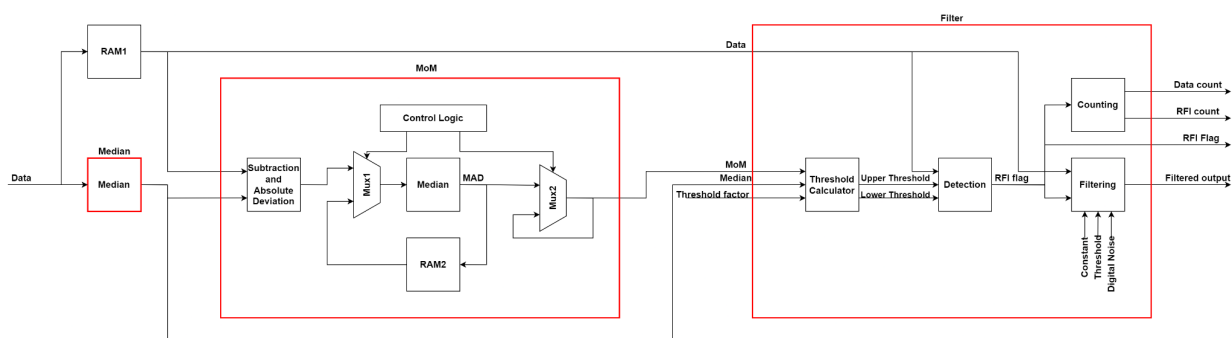 Filter
Data
RAM1
MoM
Data count
Control Logic
Counting
RFI count
RFI Flag
Median
Data
Median
Subtraction
and
Absolute
Deviation
Mux1
Median
MAD
Mux2
RAM2
MoM
Median
Threshold factor
Threshold
Calculator
Upper Threshold
Lower Threshold
Detection
RFI flag
Filtering
Filtered output
Constant
Threshold
Digital Noise